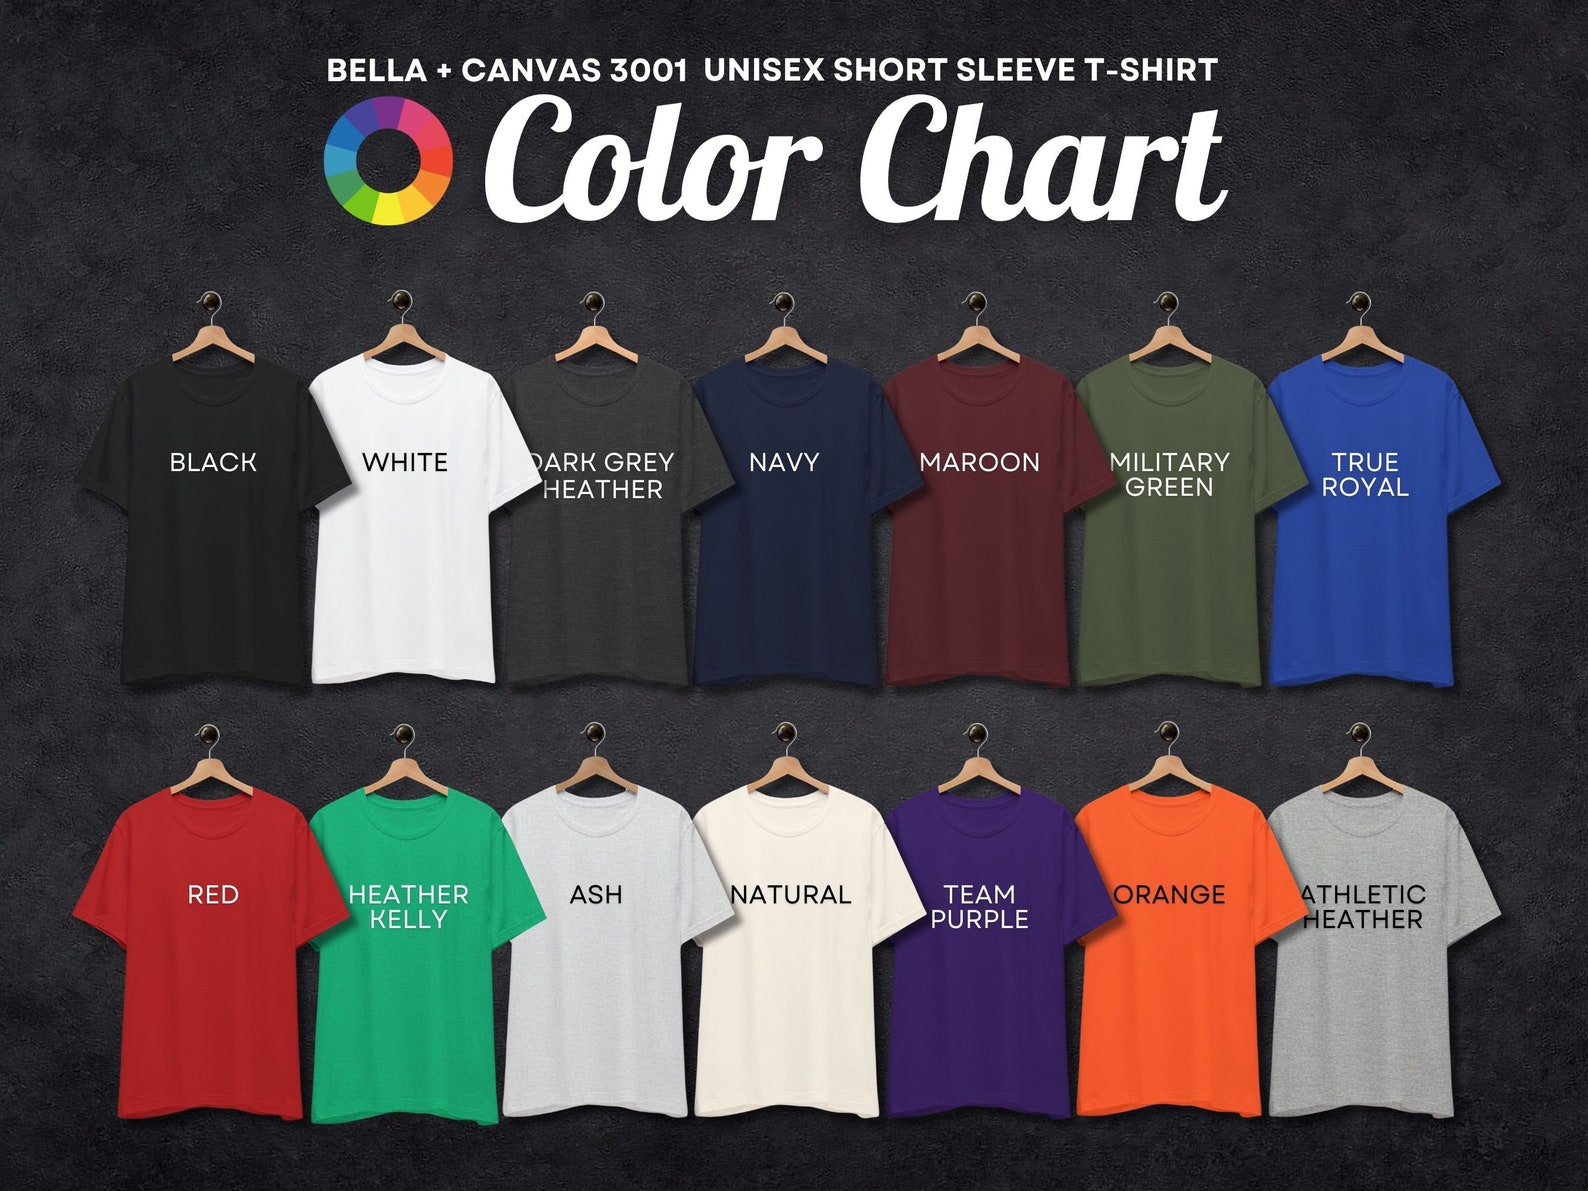 BELLA + CANVAS 3001 UNISEX SHORT SLEEVE T-SHIRT
Color Chart
BLACK
WHITE
DARK GREY
HEATHER
NAVY
MAROON
MILITARY
GREEN
TRUE
ROYAL
RED
HEATHER
KELLY
ASH
NATURAL
TEAM
PURPLE
ORANGE
ATHLETIC
HEATHER